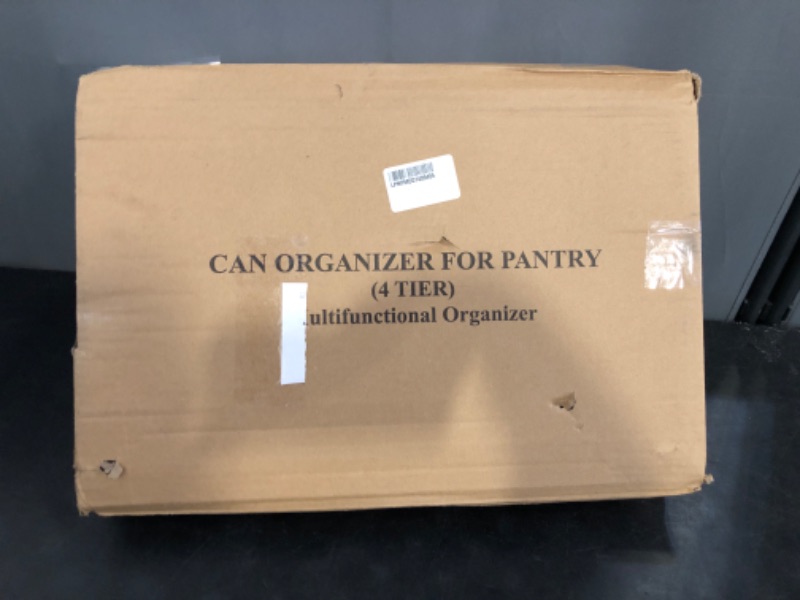 CAN ORGANIZER FOR PANTRY
(4 TIER)
ultifunctional Organizer